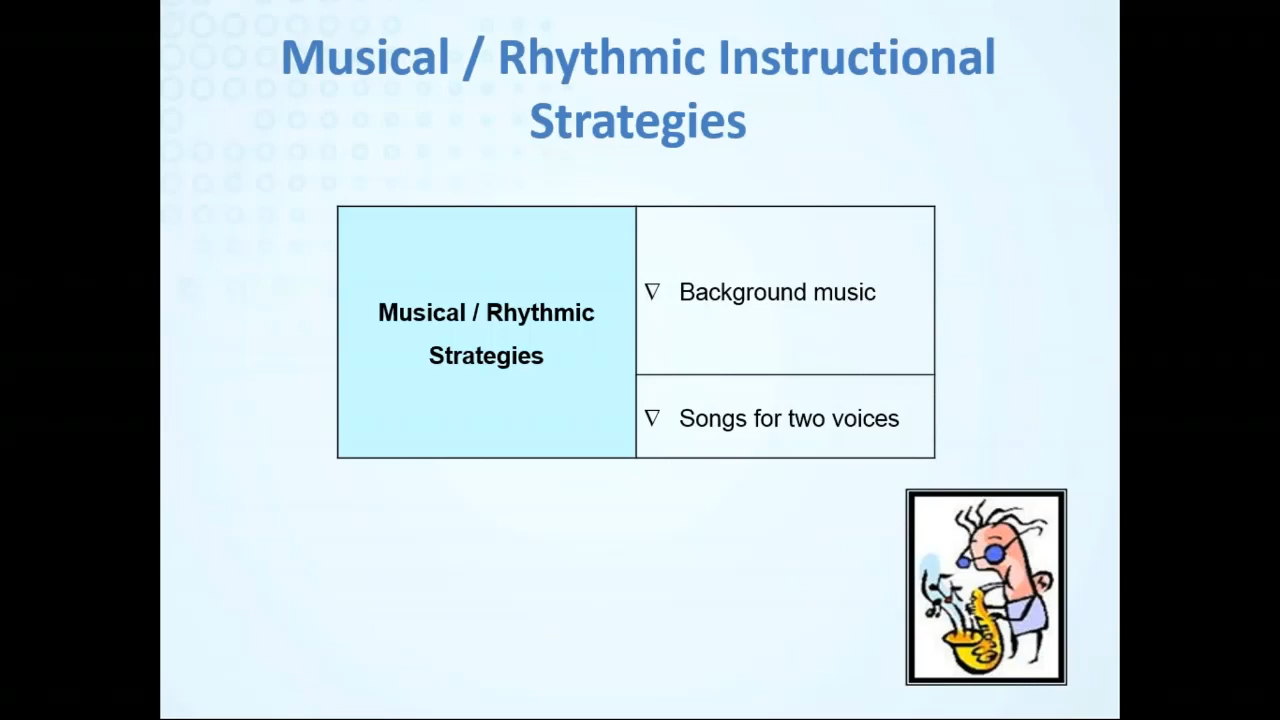 Musical / Rhythmic Instructional
Strategies
Musical / Rhythmic
Strategies
∇ Background music
∇ Songs for two voices